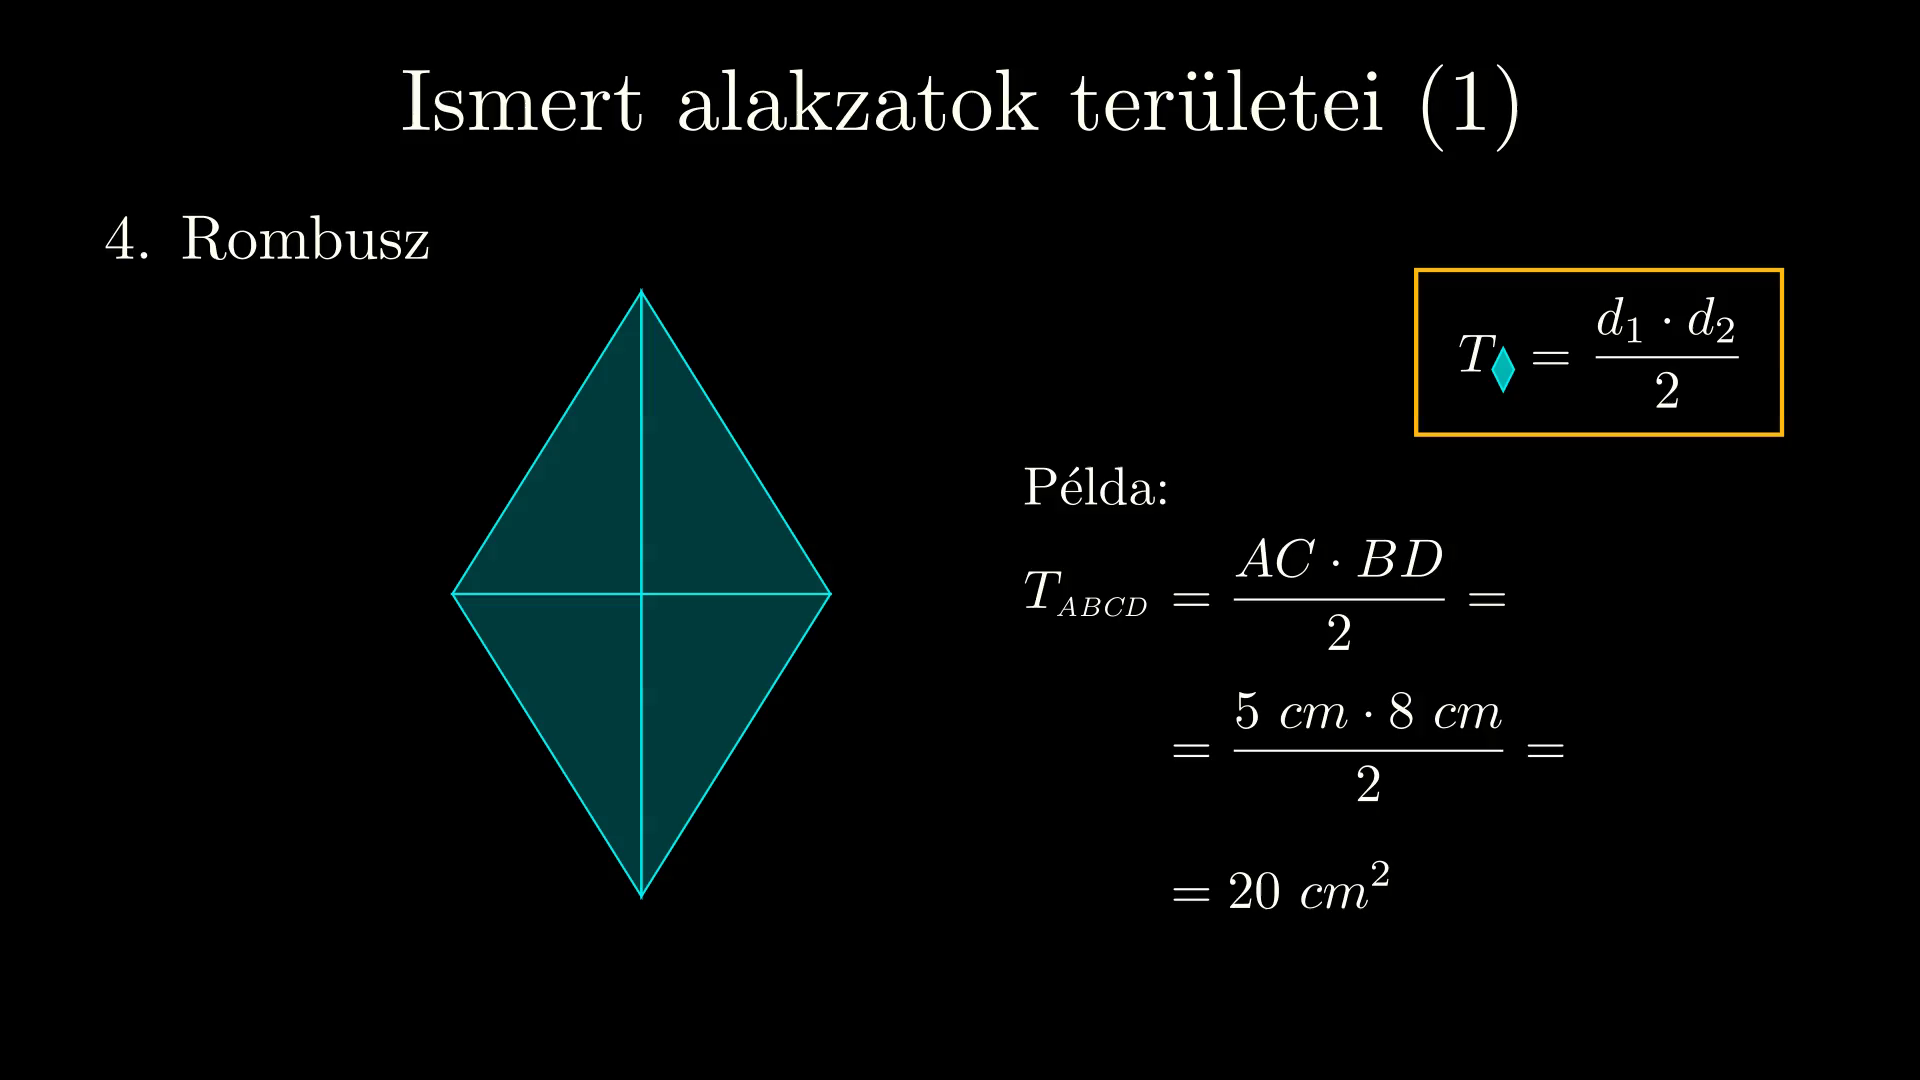 Ismert alakzatok területei (1)
4. Rombusz
T♦ = d₁ · d₂ / 2
Példa:
T_ABCD = AC · BD / 2 =
= 5 cm · 8 cm / 2 =
= 20 cm²